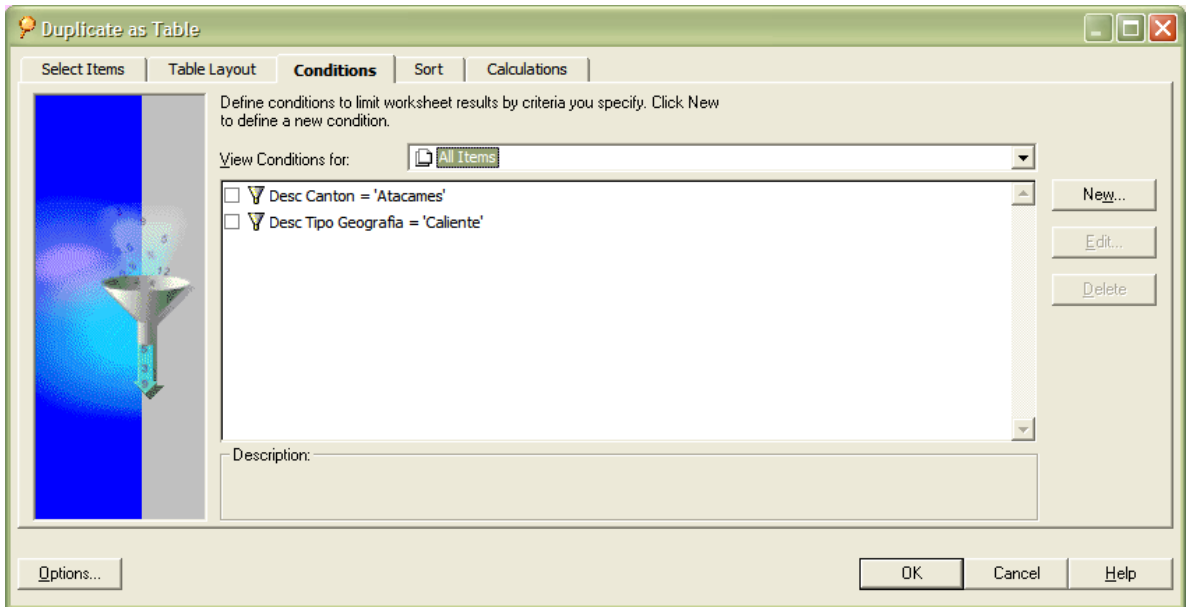 Duplicate as Table
Select Items
Table Layout
Conditions
Sort
Calculations
Define conditions to limit worksheet results by criteria you specify. Click New
to define a new condition.
View Conditions for:
All Items
Desc Canton = 'Atacames'
Desc Tipo Geografia = 'Caliente'
New...
Edit...
Delete
Description:
Options...
OK
Cancel
Help